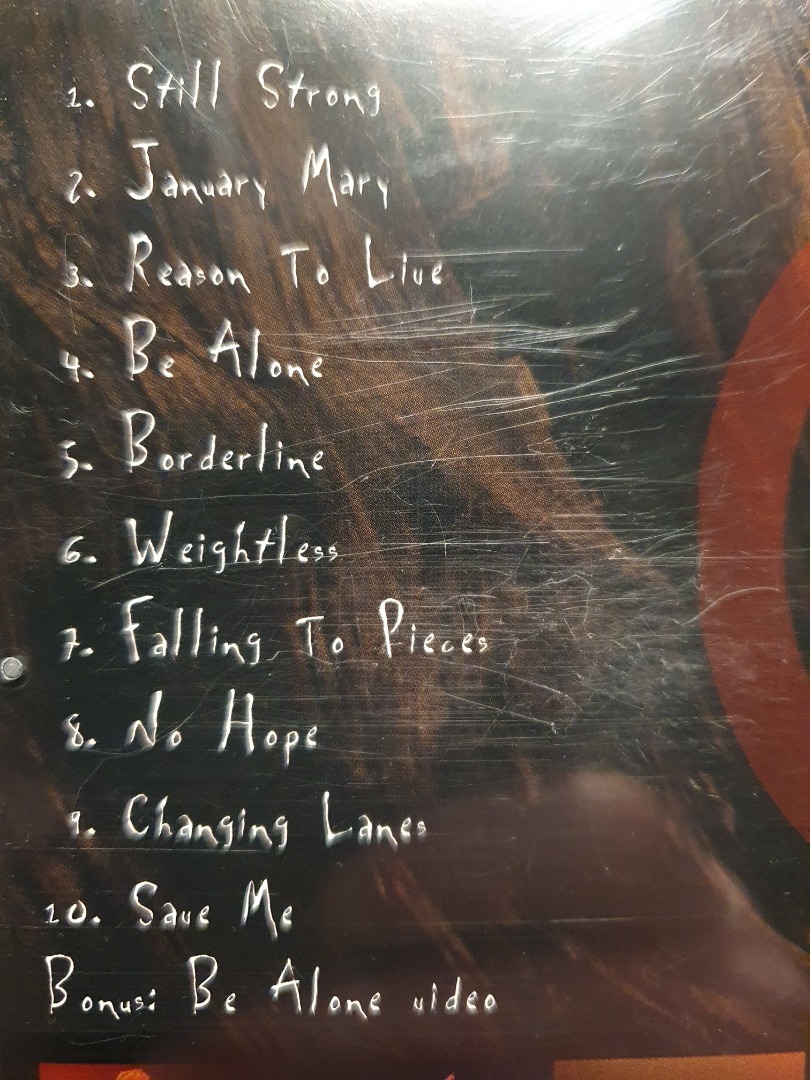 1. Still Strong
2. January Mary
3. Reason To Live
4. Be Alone
5. Borderline
6. Weightless
7. Falling To Pieces
8. No Hope
9. Changing Lanes
10. Save Me
Bonus: Be Alone video